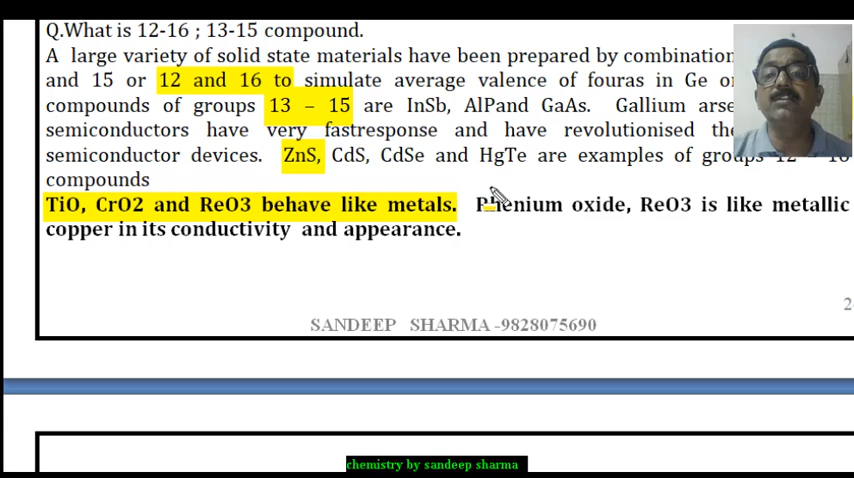 Q.What is 12-16 ; 13-15 compound.
A large variety of solid state materials have been prepared by combination
and 15 or 12 and 16 to simulate average valence of fouras in Ge or
compounds of groups 13 – 15 are InSb, AlPand GaAs. Gallium arse
semiconductors have very fastresponse and have revolutionised the
semiconductor devices. ZnS, CdS, CdSe and HgTe are examples of groups 12 – 16
compounds
TiO, CrO2 and ReO3 behave like metals. Phenium oxide, ReO3 is like metallic
copper in its conductivity and appearance.
2
SANDEEP SHARMA -9828075690
chemistry by sandeep sharma